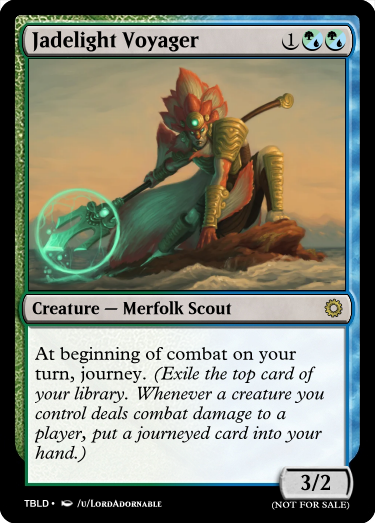 Jadelight Voyager 1
Creature — Merfolk Scout
At beginning of combat on your
turn, journey. (Exile the top card of
your library. Whenever a creature you
control deals combat damage to a
player, put a journeyed card into your
hand.)
3/2
TBLD • /u/LordAdornable
(NOT FOR SALE)